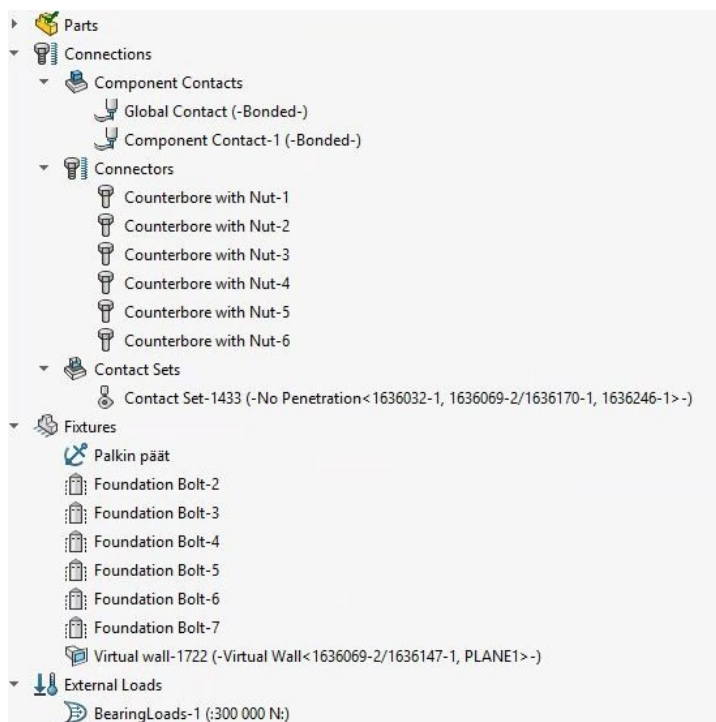 Parts
Connections
Component Contacts
Global Contact (-Bonded-)
Component Contact-1 (-Bonded-)
Connectors
Counterbore with Nut-1
Counterbore with Nut-2
Counterbore with Nut-3
Counterbore with Nut-4
Counterbore with Nut-5
Counterbore with Nut-6
Contact Sets
Contact Set-1433 (-No Penetration<1636032-1, 1636069-2/1636170-1, 1636246-1>-)
Fixtures
Palkin päät
Foundation Bolt-2
Foundation Bolt-3
Foundation Bolt-4
Foundation Bolt-5
Foundation Bolt-6
Foundation Bolt-7
Virtual wall-1722 (-Virtual Wall<1636069-2/1636147-1, PLANE1>-)
External Loads
BearingLoads-1 (:300 000 N:)